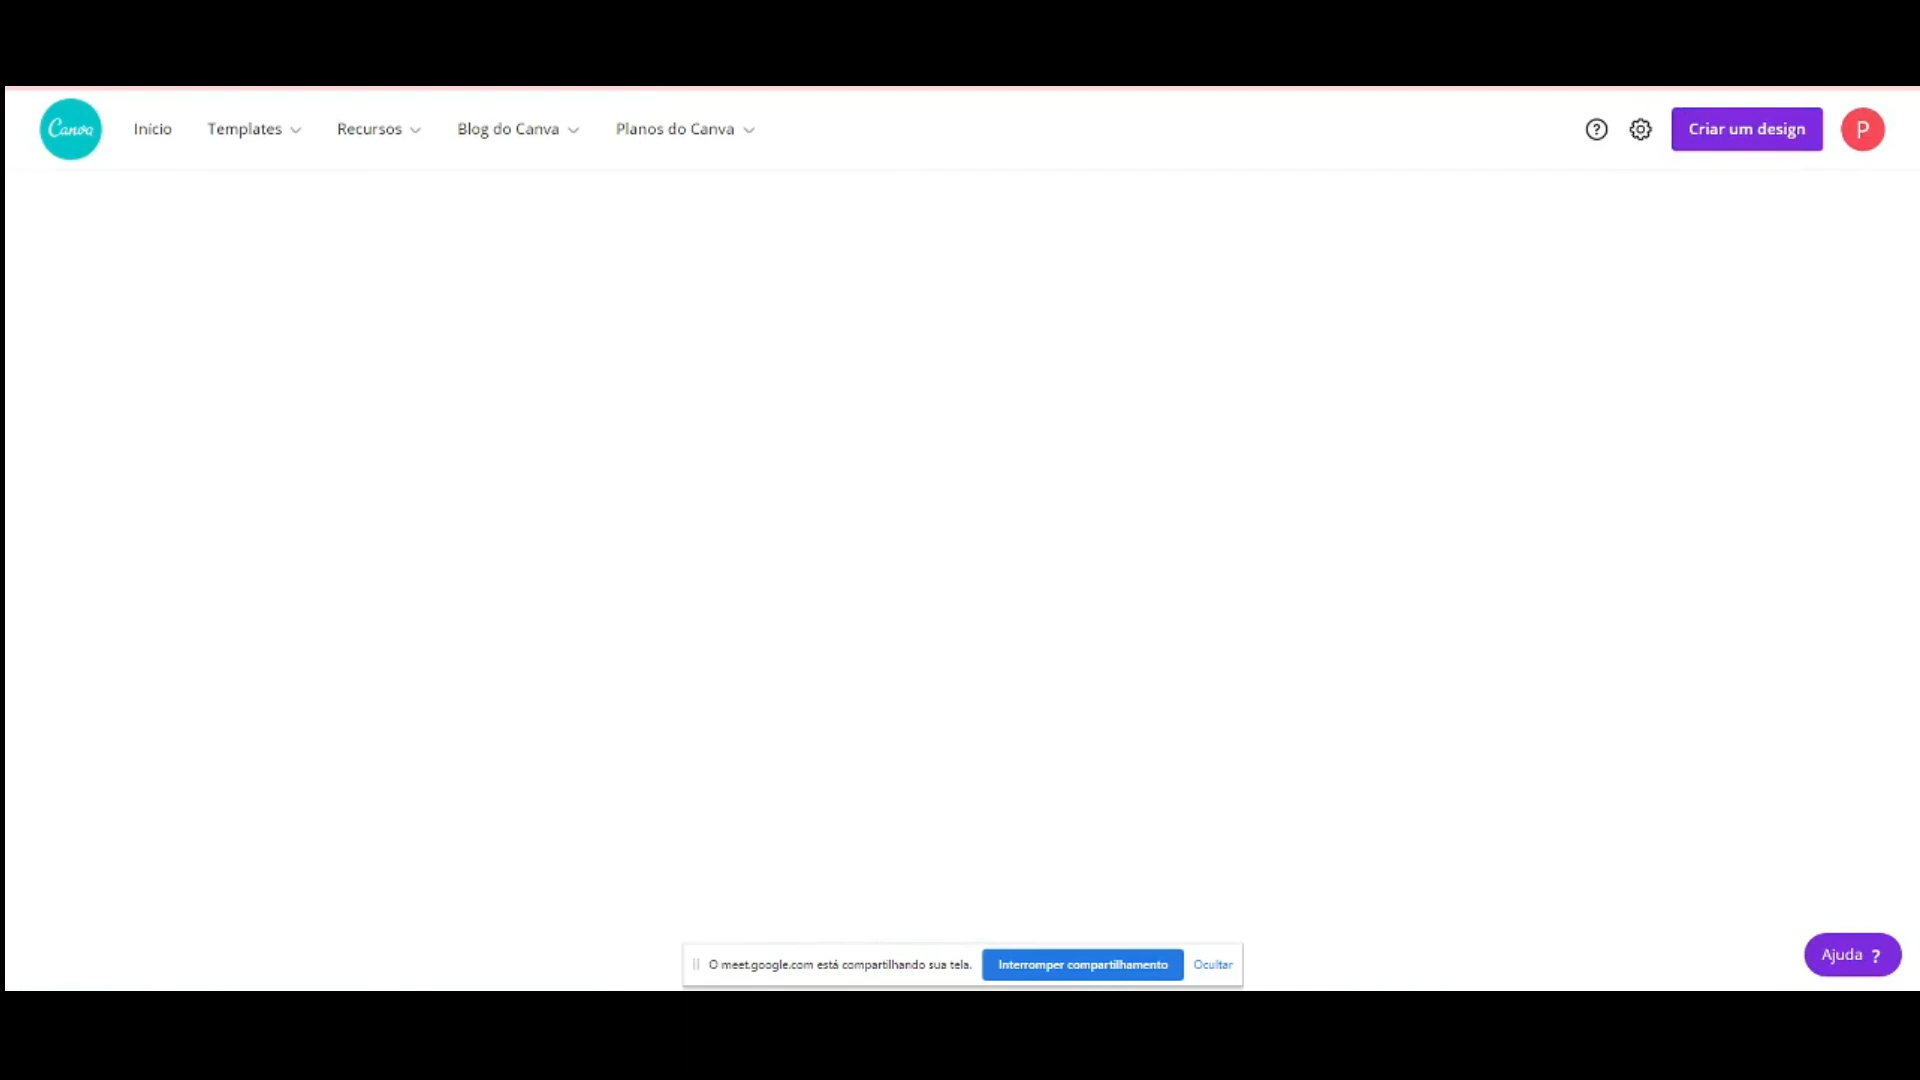 Canva Início Templates Recursos Blog do Canva Planos do Canva ? Criar um design P
Ajuda ?
O meet.google.com está compartilhando sua tela. Interromper compartilhamento Ocultar